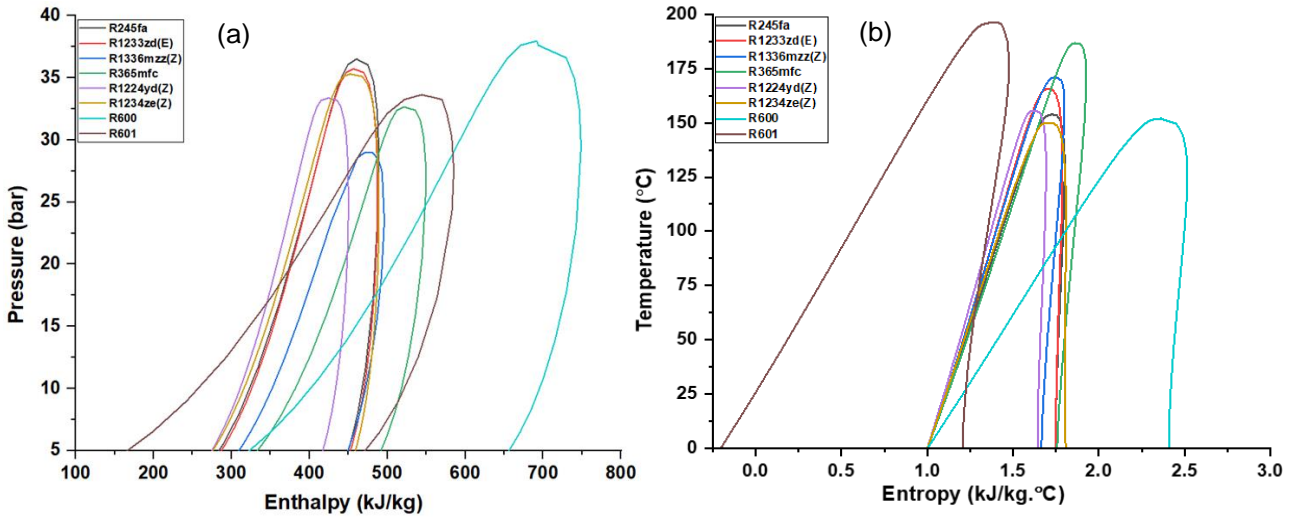 (a)
R245fa
R1233zd(E)
R1336mzz(Z)
R365mfc
R1224yd(Z)
R1234ze(Z)
R600
R601
Pressure (bar)
40
35
30
25
20
15
10
5
100 200 300 400 500 600 700 800
Enthalpy (kJ/kg)
(b)
R245fa
R1233zd(E)
R1336mzz(Z)
R365mfc
R1224yd(Z)
R1234ze(Z)
R600
R601
Temperature (°C)
200
175
150
125
100
75
50
25
0
0.0 0.5 1.0 1.5 2.0 2.5 3.0
Entropy (kJ/kg.°C)